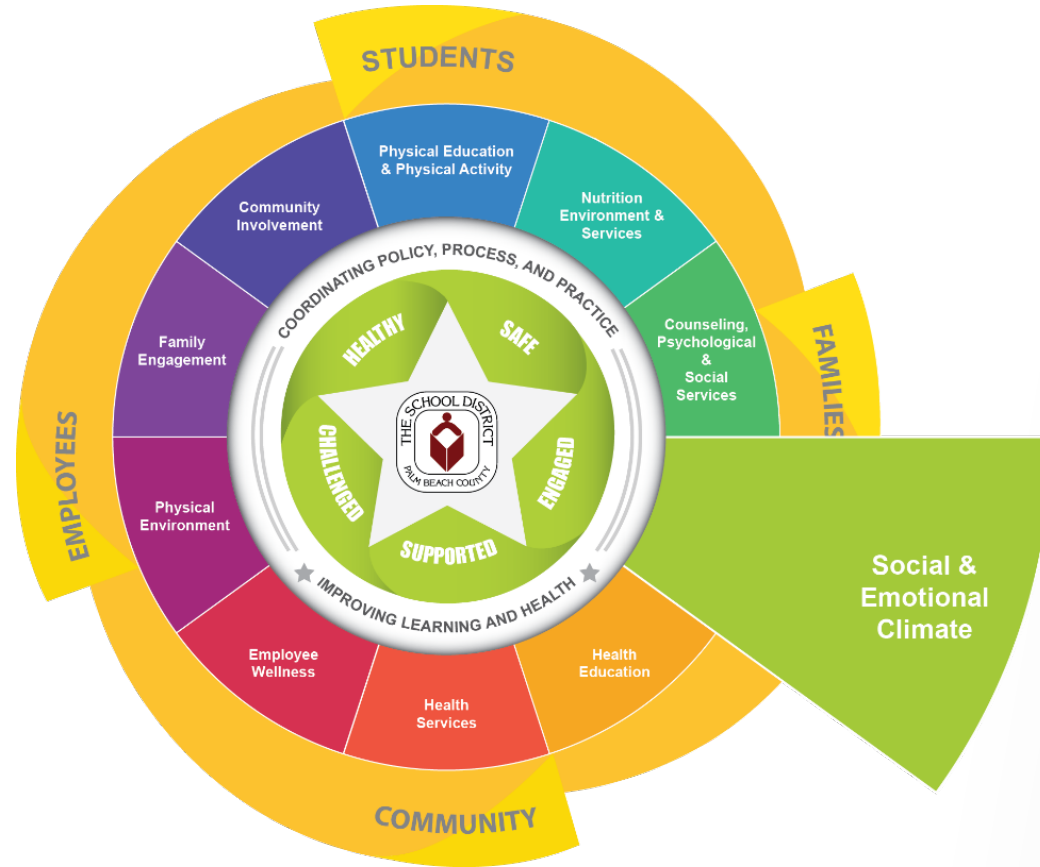 STUDENTS
Physical Education
& Physical Activity
Nutrition
Environment &
Services
Counseling,
Psychological
&
Social
Services
FAMILIES
Social &
Emotional
Climate
Health
Education
Health
Services
Employee
Wellness
Physical
Environment
Family
Engagement
Community
Involvement
EMPLOYEES
COMMUNITY
COORDINATING POLICY, PROCESS, AND PRACTICE
IMPROVING LEARNING AND HEALTH
HEALTHY
SAFE
ENGAGED
SUPPORTED
CHALLENGED
THE SCHOOL DISTRICT
PALM BEACH COUNTY